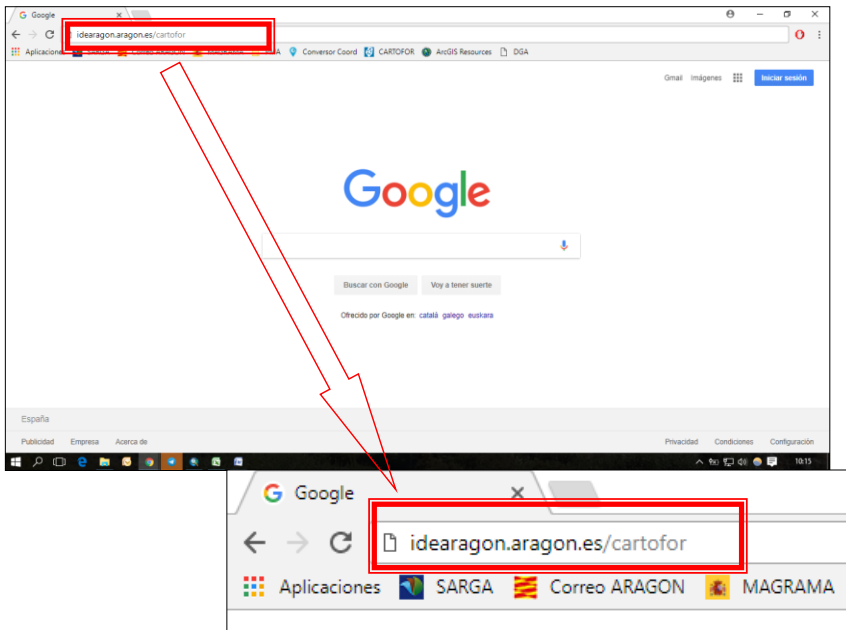 Google
idearagon.aragon.es/cartofor
Aplicaciones SARGA Conversor Coord CARTOFOR ArcGIS Resources DGA
Gmail Imágenes Iniciar sesión
Google
Buscar con Google Voy a tener suerte
Ofrecido por Google en: català galego euskara
España
Publicidad Empresa Acerca de Privacidad Condiciones Configuración
10:15
Google
idearagon.aragon.es/cartofor
Aplicaciones SARGA Correo ARAGON MAGRAMA